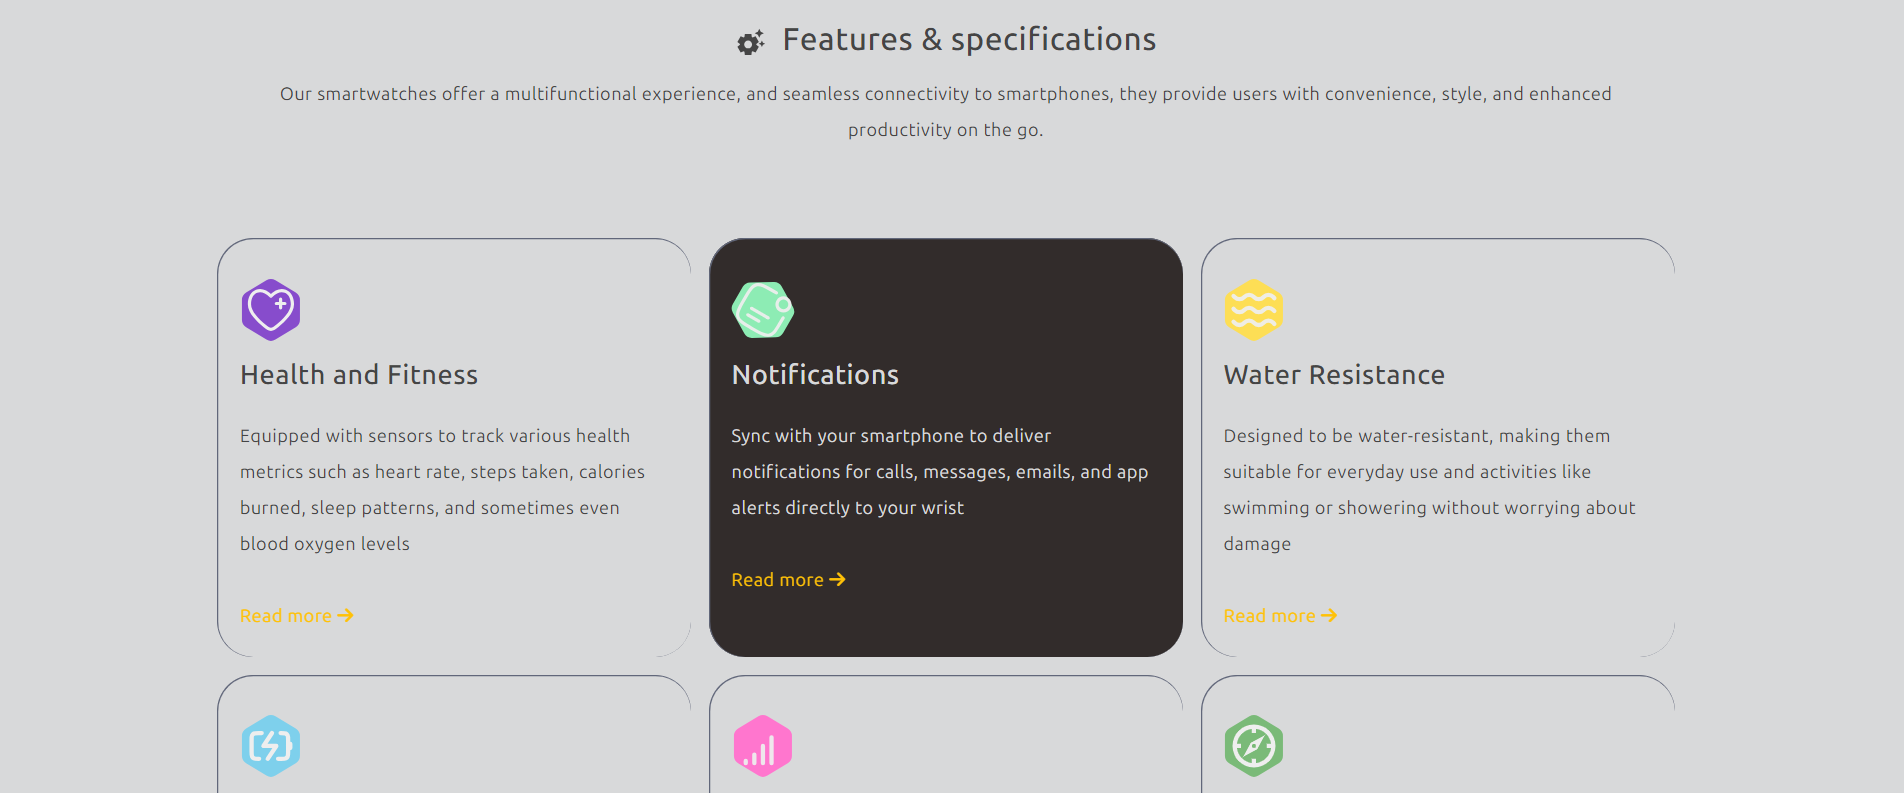 Features & specifications
Our smartwatches offer a multifunctional experience, and seamless connectivity to smartphones, they provide users with convenience, style, and enhanced
productivity on the go.
Health and Fitness
Equipped with sensors to track various health
metrics such as heart rate, steps taken, calories
burned, sleep patterns, and sometimes even
blood oxygen levels
Read more
Notifications
Sync with your smartphone to deliver
notifications for calls, messages, emails, and app
alerts directly to your wrist
Read more
Water Resistance
Designed to be water-resistant, making them
suitable for everyday use and activities like
swimming or showering without worrying about
damage
Read more